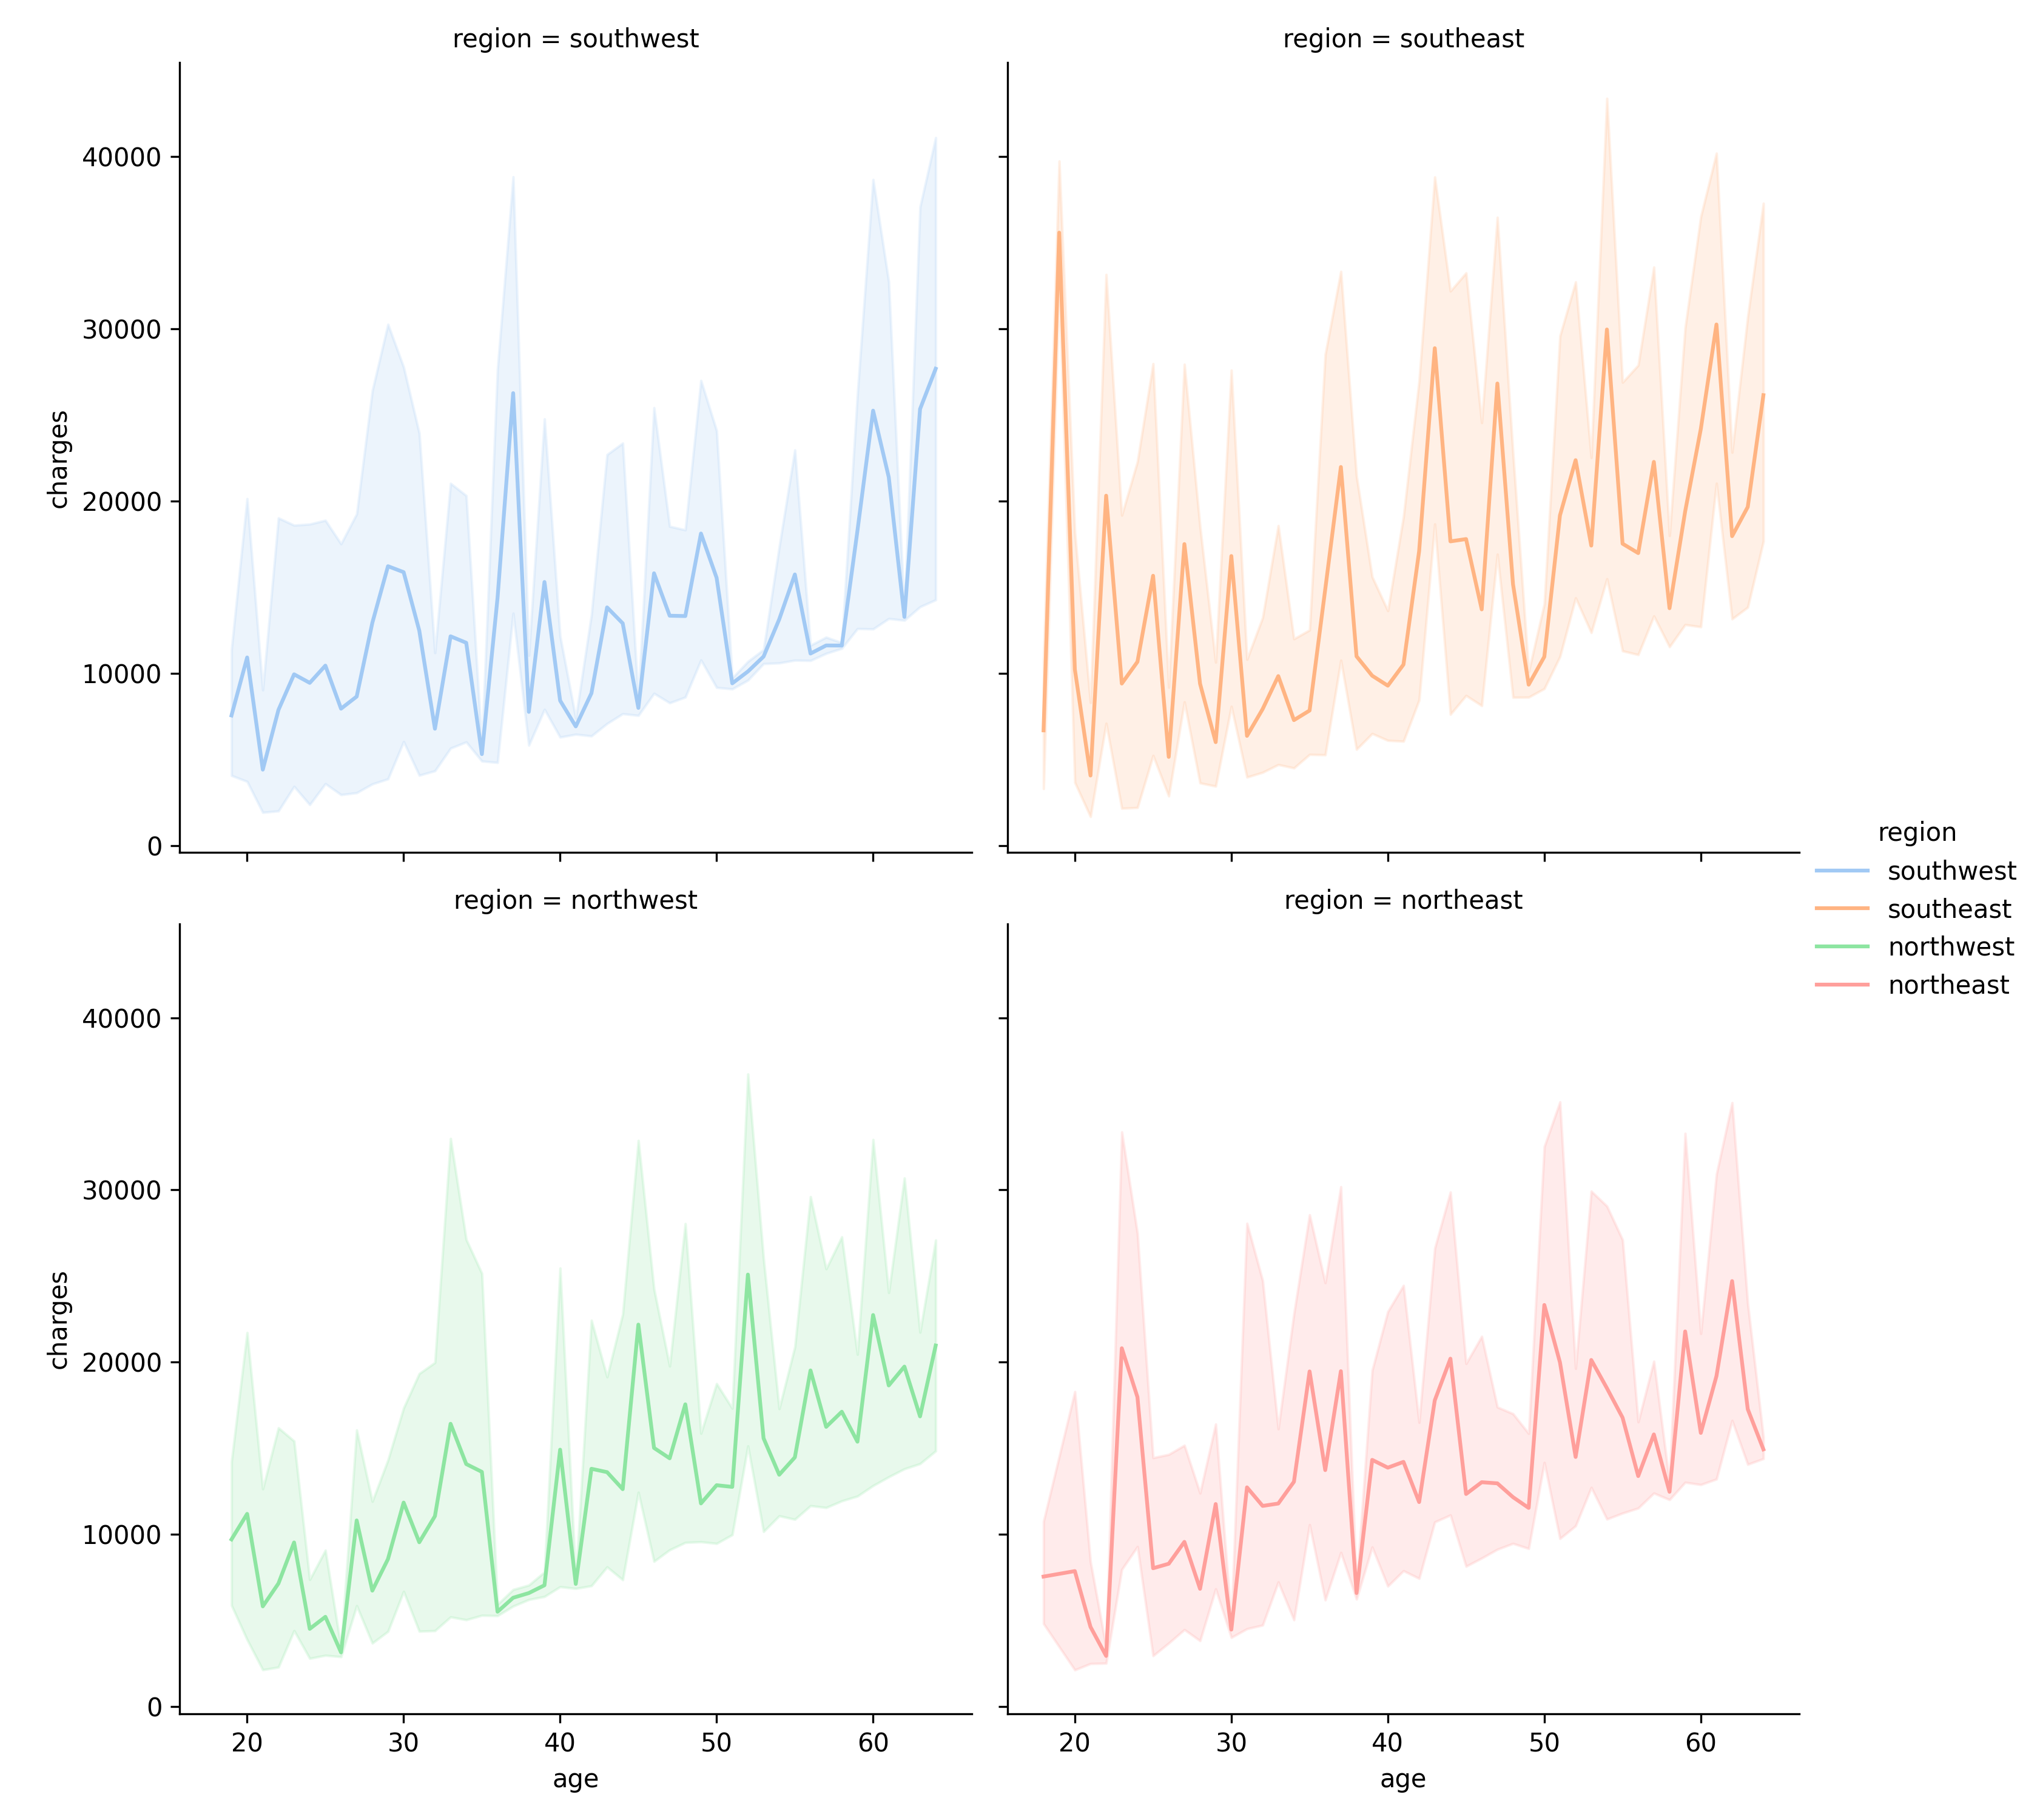 region = southwest
region = southeast
charges
40000
30000
20000
10000
0
region
southwest
southeast
northwest
northeast
region = northwest
region = northeast
charges
40000
30000
20000
10000
0
20 30 40 50 60
20 30 40 50 60
age
age